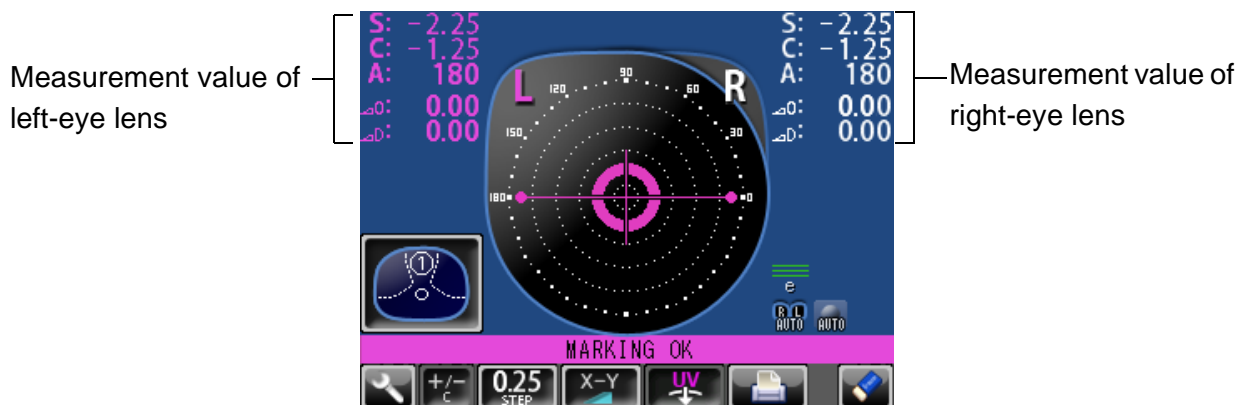 Measurement value of
left-eye lens
S: -2.25
C: -1.25
A: 180
⊿O: 0.00
⊿D: 0.00
L
R
S: -2.25
C: -1.25
A: 180
⊿O: 0.00
⊿D: 0.00
Measurement value of
right-eye lens
90
120
60
150
30
180
0
1
e
R L
AUTO
AUTO
MARKING OK
+/-
C
0.25
STEP
X-Y
UV